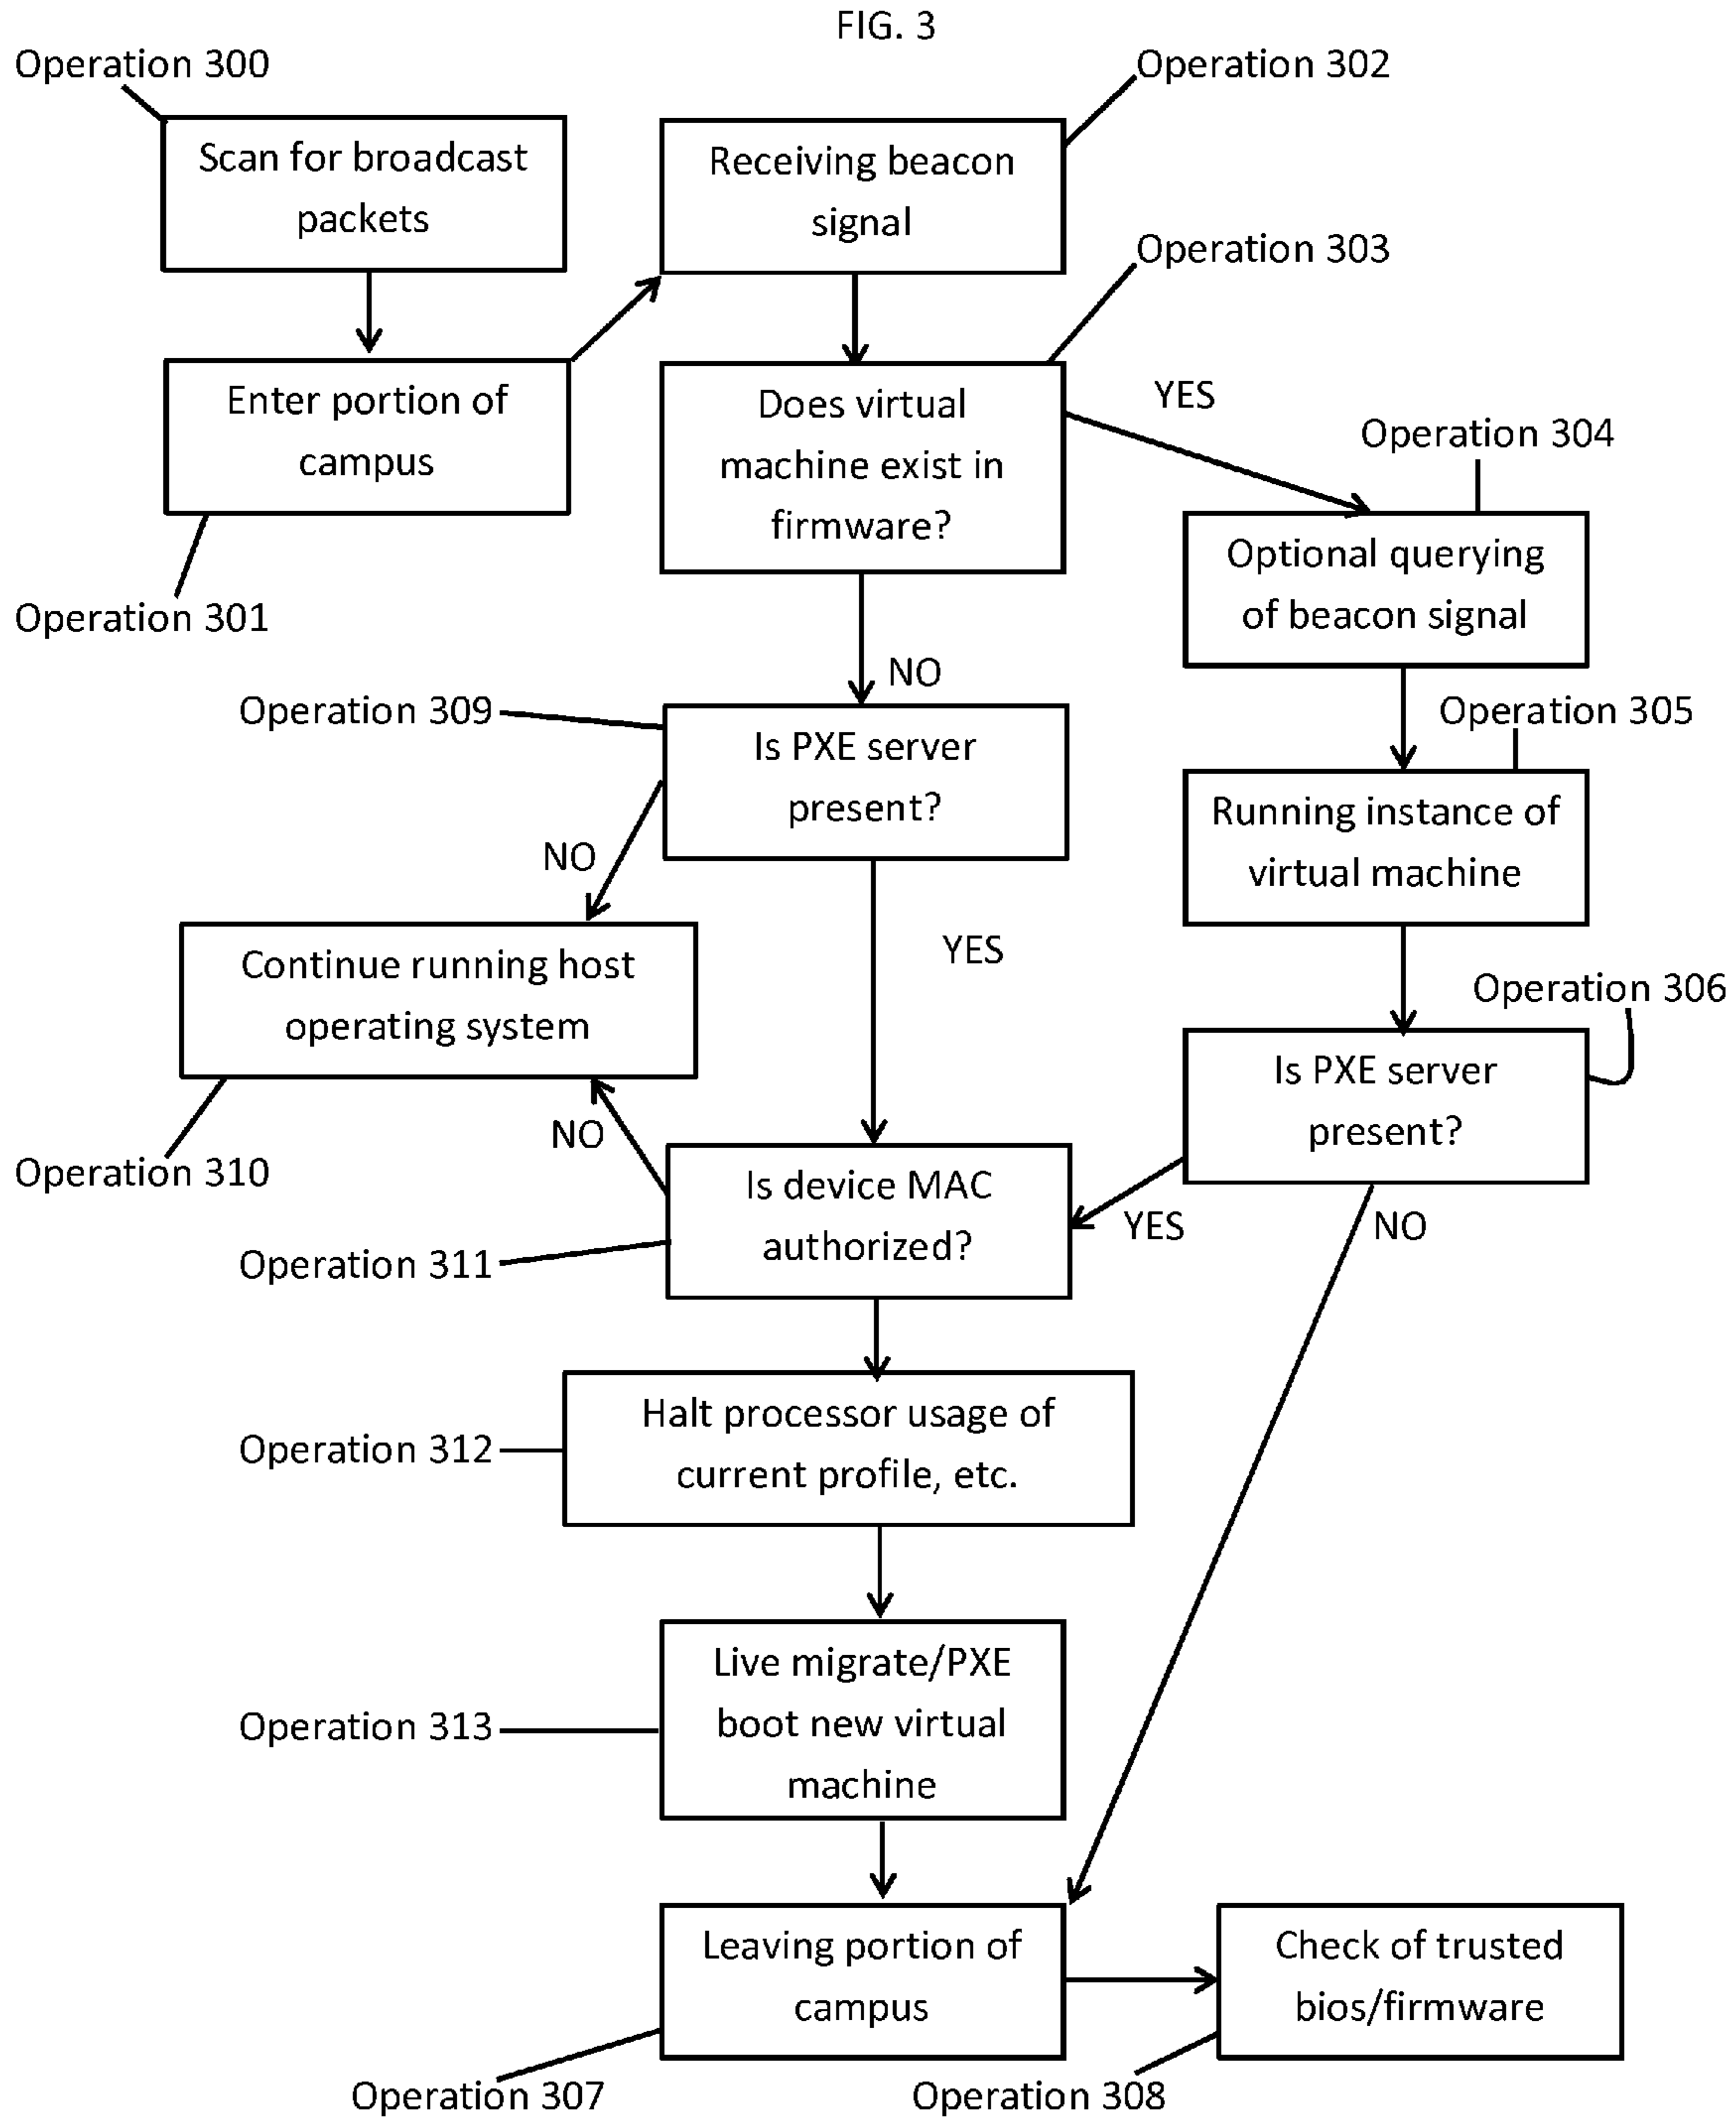 FIG. 3
Operation 300
Operation 302
Scan for broadcast
packets
Receiving beacon
signal
Operation 303
Enter portion of
campus
Does virtual
machine exist in
firmware?
YES
Operation 304
Optional querying
of beacon signal
Operation 301
NO
Operation 309
Operation 305
Is PXE server
present?
Running instance of
virtual machine
NO
YES
Continue running host
operating system
Operation 306
Is PXE server
present?
NO
Operation 310
Is device MAC
authorized?
YES
NO
Operation 311
Halt processor usage of
current profile, etc.
Operation 312
Live migrate/PXE
boot new virtual
machine
Operation 313
Leaving portion of
campus
Check of trusted
bios/firmware
Operation 307
Operation 308